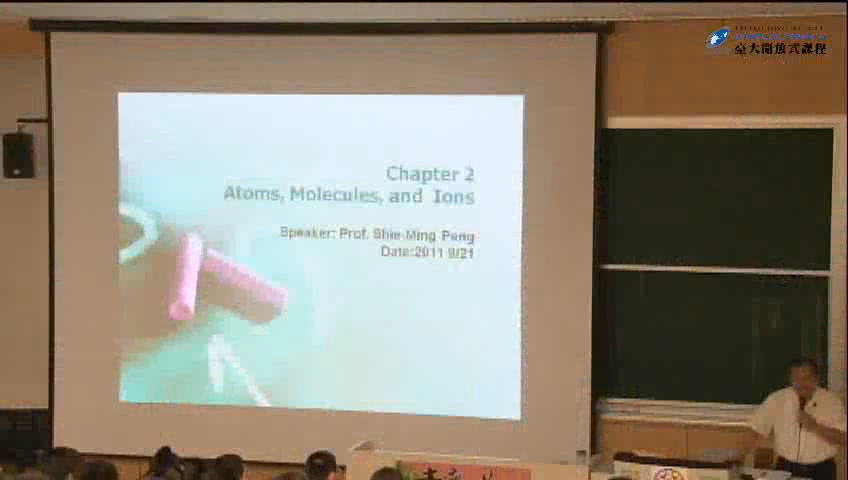 臺大開放式課程
Chapter 2
Atoms, Molecules, and Ions
Speaker: Prof. Shie-Ming Peng
Date:2011 9/21